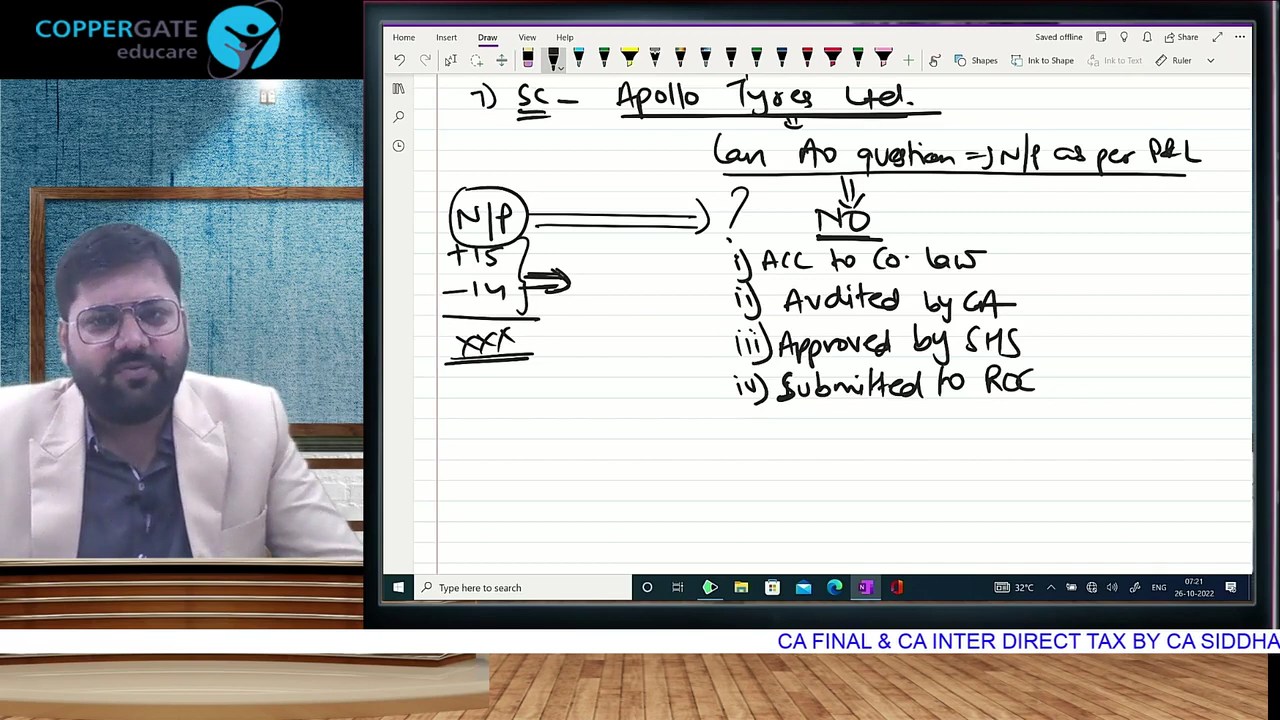 COPPERGATE
educare
Home Insert Draw View Help
Saved offline
Share
Shapes Ink to Shape Ink to Text Math Ruler
7) SC - Apollo Tyres Ltd.
Can AO question => N/P as per P&L
N/P
?
NO
+15
-14
XXX
i) ACC to Co. law
ii) Audited by CA
iii) Approved by SHS
iv) Submitted to ROC
Type here to search
32°C
ENG
07:21
26-10-2022
CA FINAL & CA INTER DIRECT TAX BY CA SIDDHA